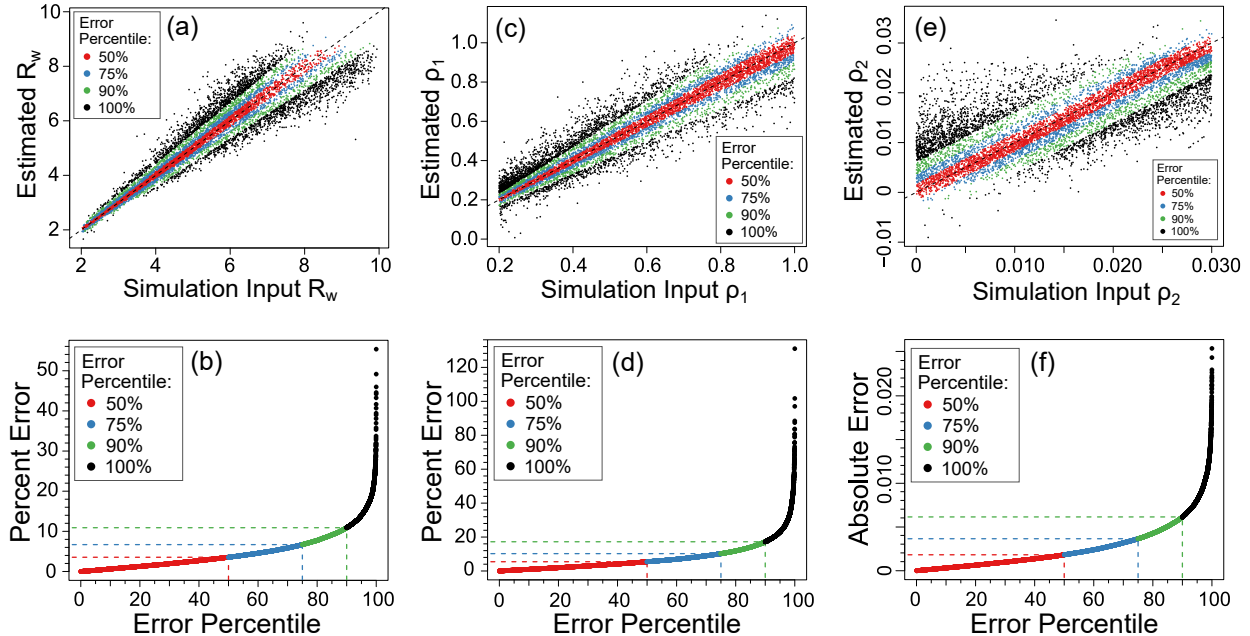 (a)
Error
Percentile:
50%
75%
90%
100%
Estimated R_w
10
8
6
4
2
2 4 6 8 10
Simulation Input R_w
(c)
Error
Percentile:
50%
75%
90%
100%
Estimated ρ₁
1.0
0.8
0.6
0.4
0.2
0.0
0.2 0.4 0.6 0.8 1.0
Simulation Input ρ₁
(e)
Error
Percentile:
50%
75%
90%
100%
Estimated ρ₂
0.03
0.02
0.01
0
−0.01
0 0.010 0.020 0.030
Simulation Input ρ₂
(b)
Error
Percentile:
50%
75%
90%
100%
Percent Error
50
40
30
20
10
0
0 20 40 60 80 100
Error Percentile
(d)
Error
Percentile:
50%
75%
90%
100%
Percent Error
120
100
80
60
40
20
0
0 20 40 60 80 100
Error Percentile
(f)
Error
Percentile:
50%
75%
90%
100%
Absolute Error
0.020
0.010
0
0 20 40 60 80 100
Error Percentile